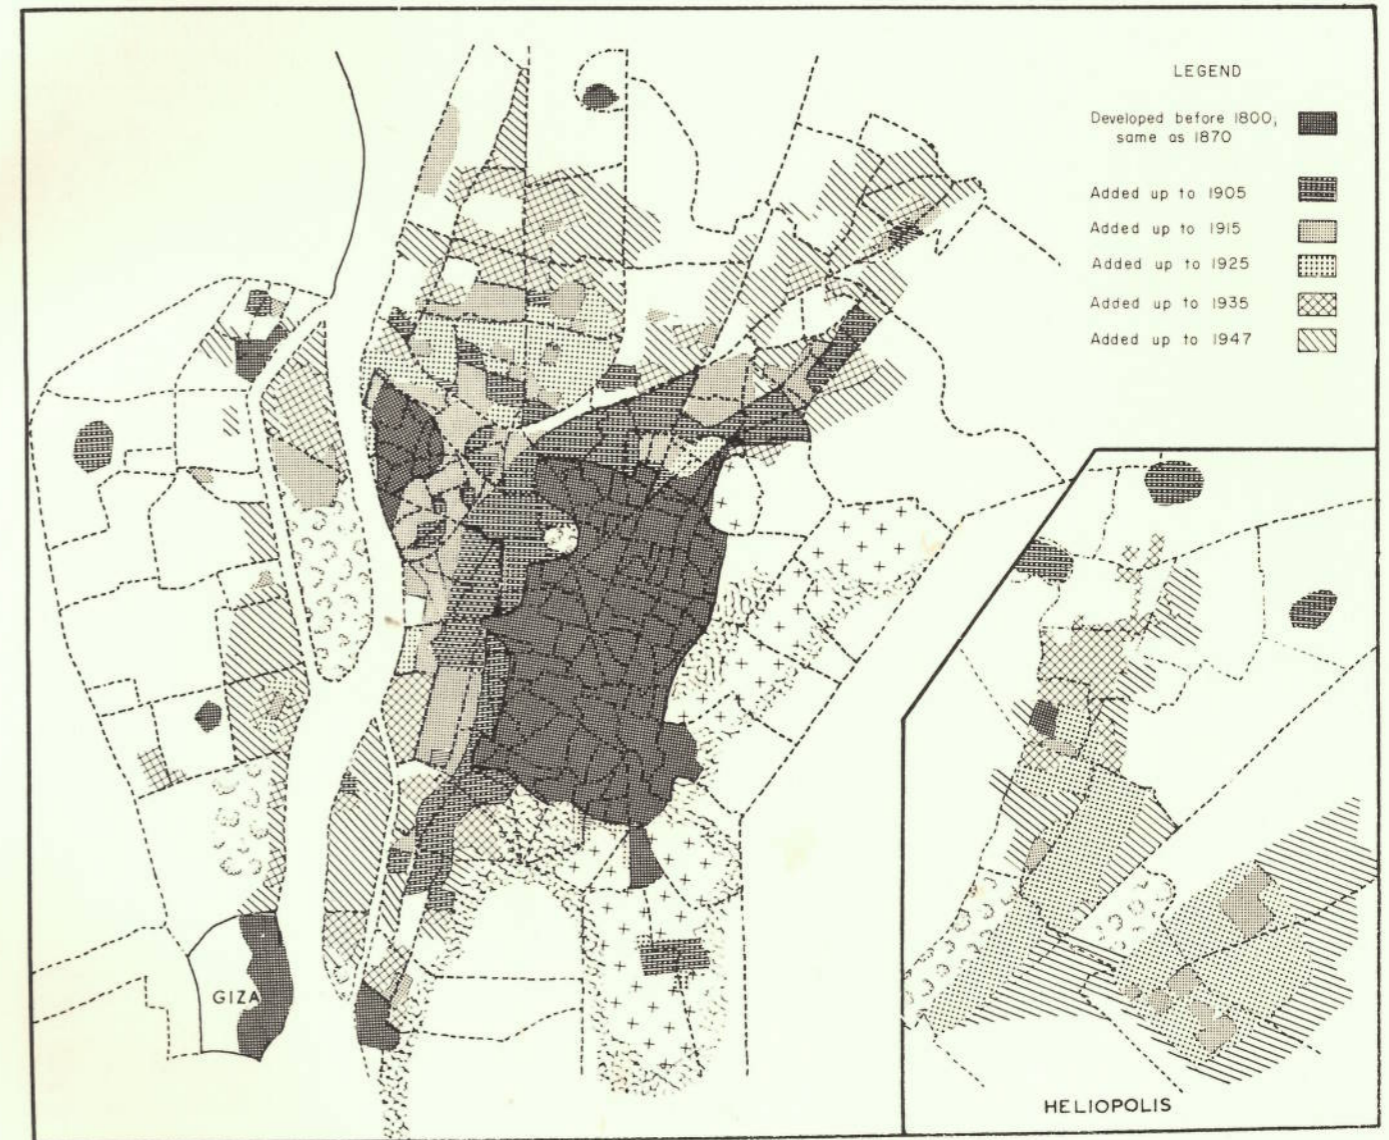 LEGEND
Developed before 1800;
same as 1870
Added up to 1905
Added up to 1915
Added up to 1925
Added up to 1935
Added up to 1947
GIZA
HELIOPOLIS